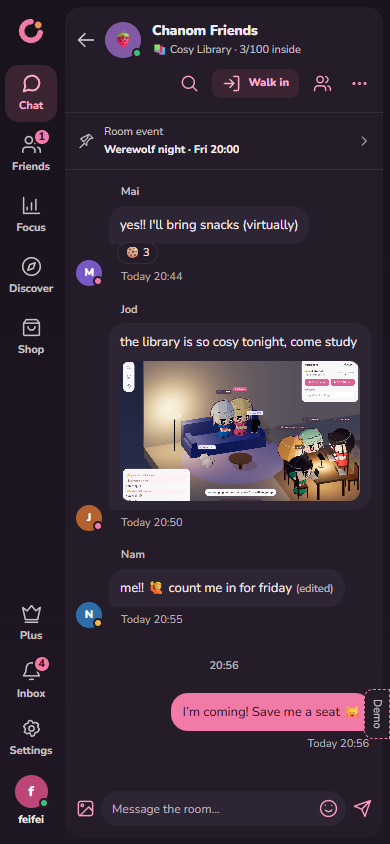 Chanom Friends
Cosy Library · 3/100 inside
Walk in
Chat
1
Friends
Focus
Discover
Shop
Room event
Werewolf night · Fri 20:00
Mai
yes!! I'll bring snacks (virtually)
3
M
Today 20:44
Jod
the library is so cosy tonight, come study
J
Today 20:50
Nam
me!! 🙋 count me in for friday (edited)
N
Today 20:55
20:56
I'm coming! Save me a seat 😸
Today 20:56
Demo
Plus
4
Inbox
Settings
f
feifei
Message the room...